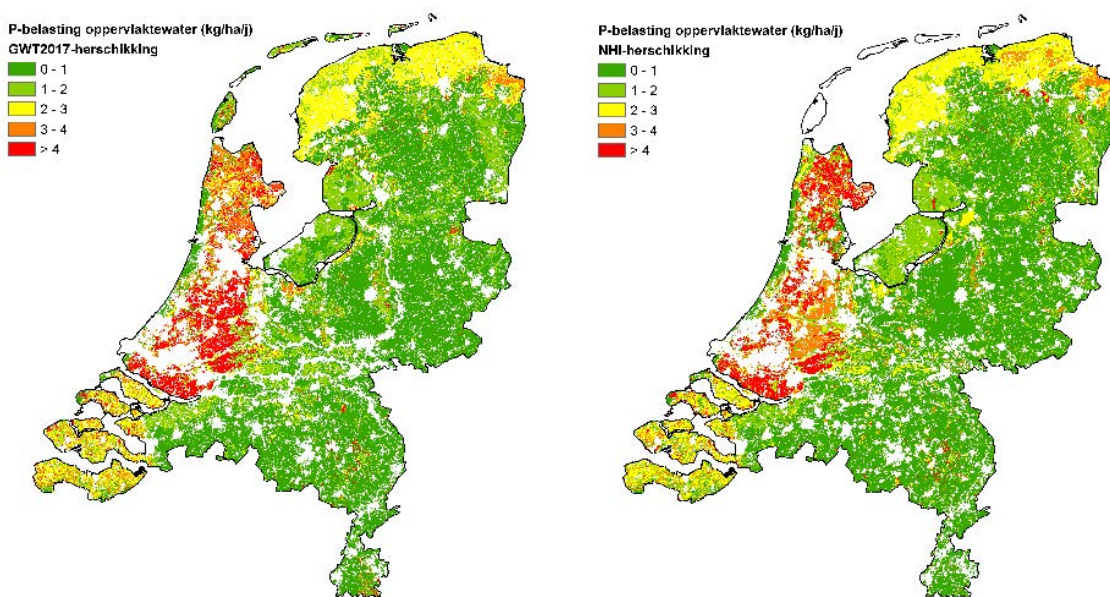 P-belasting oppervlaktewater (kg/ha/j)
GWT2017-herschikking
0 - 1
1 - 2
2 - 3
3 - 4
> 4
P-belasting oppervlaktewater (kg/ha/j)
NHI-herschikking
0 - 1
1 - 2
2 - 3
3 - 4
> 4